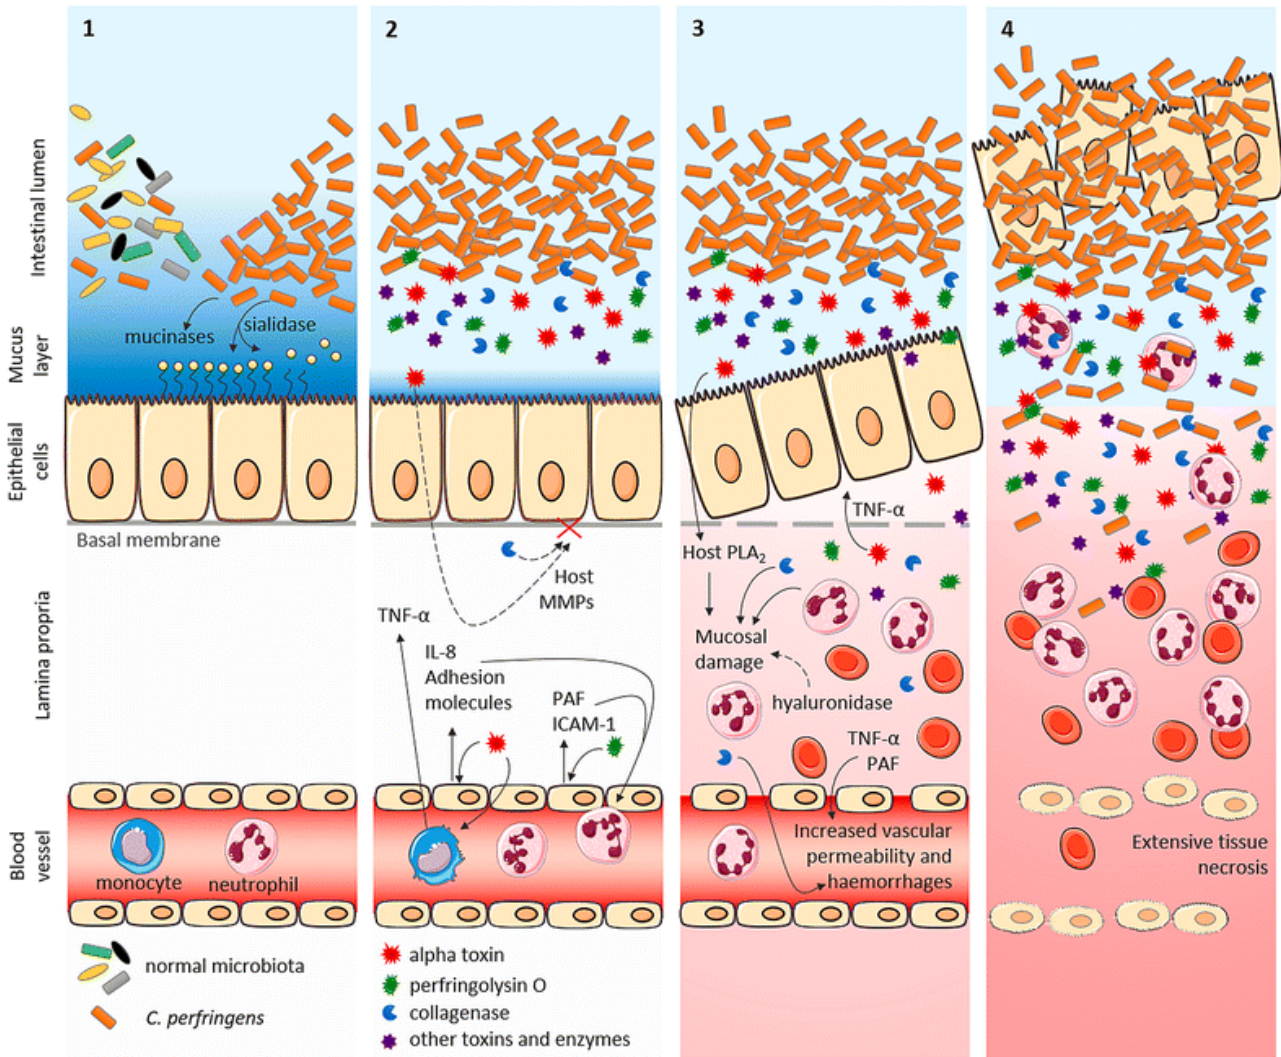 1
2
3
4
Intestinal lumen
Mucus
layer
Epithelial
cells
Lamina propria
Blood
vessel
mucinases
sialidase
Basal membrane
monocyte
neutrophil
normal microbiota
C. perfringens
Host
MMPs
TNF-α
IL-8
Adhesion
molecules
PAF
ICAM-1
alpha toxin
perfringolysin O
collagenase
other toxins and enzymes
TNF-α
Host PLA₂
Mucosal
damage
hyaluronidase
TNF-α
PAF
Increased vascular
permeability and
haemorrhages
Extensive tissue
necrosis